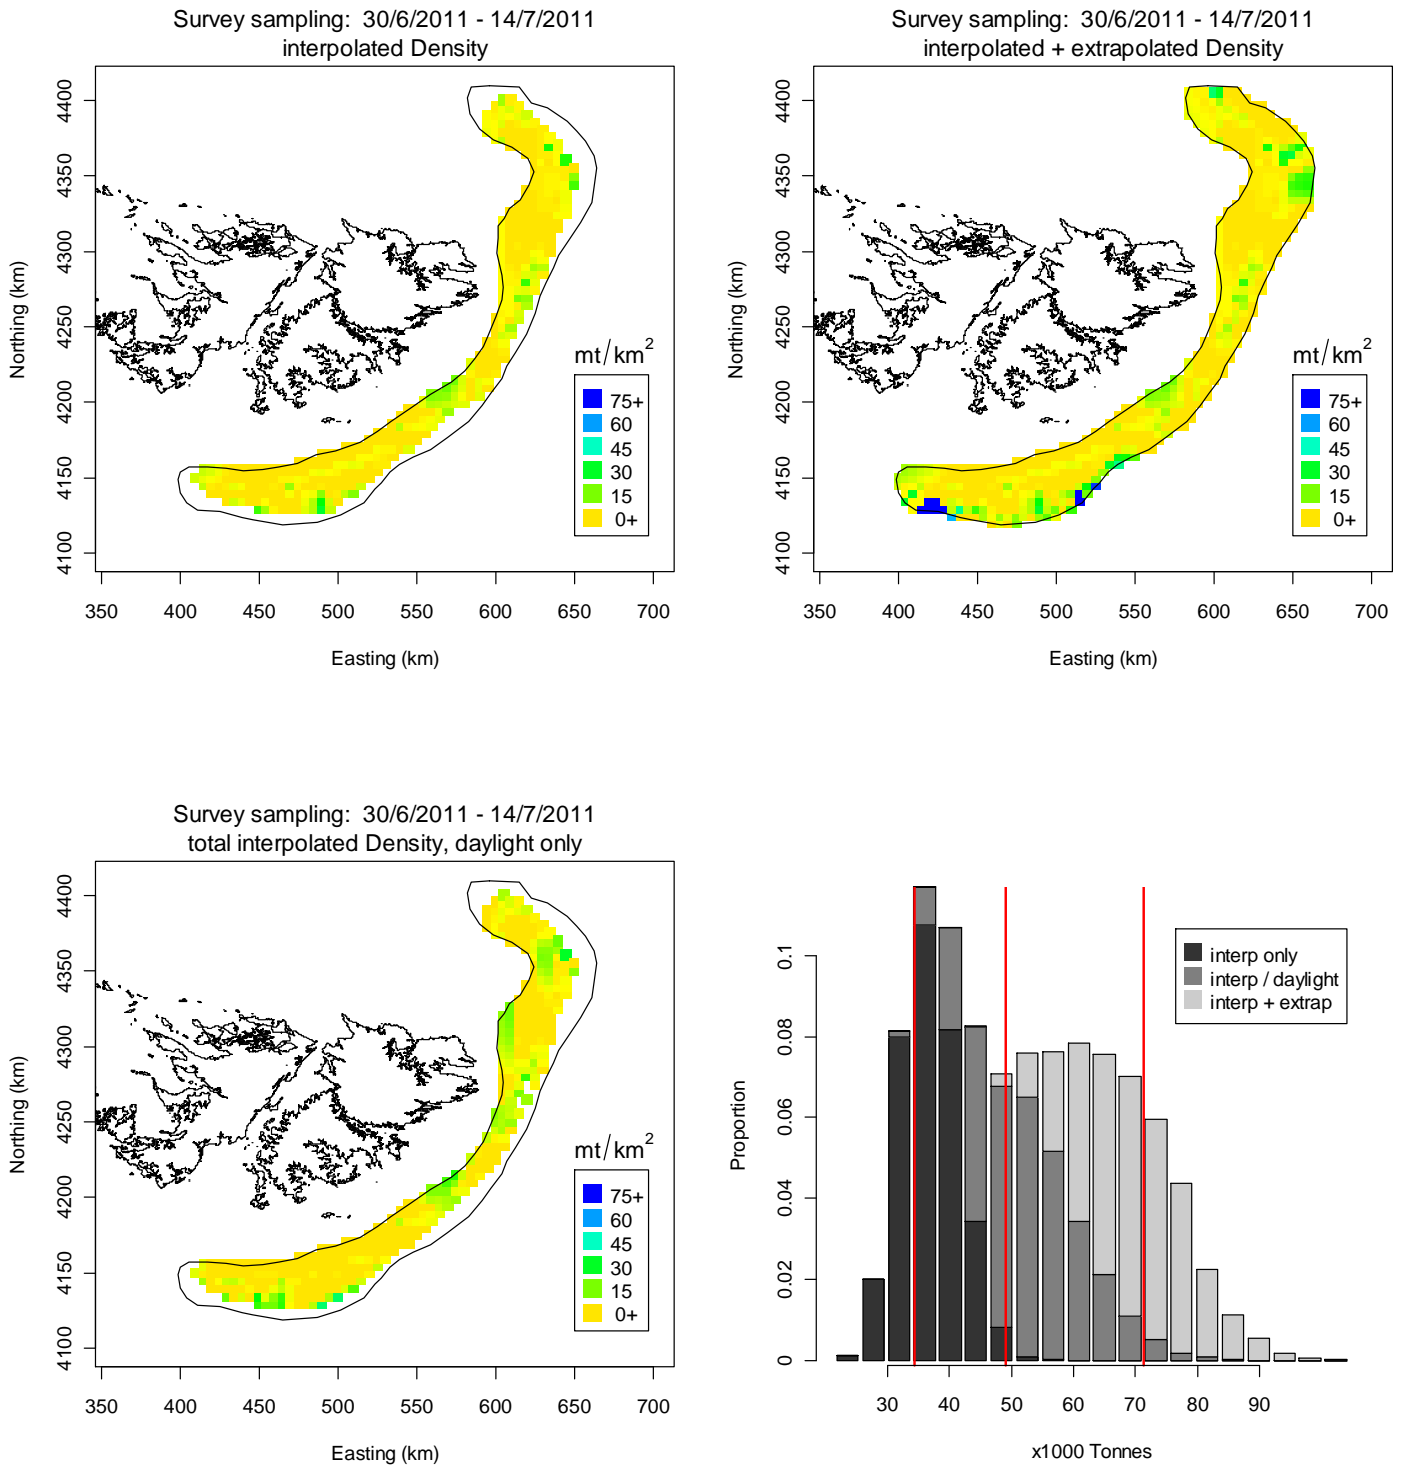 Survey sampling:  30/6/2011 - 14/7/2011
interpolated Density
4400
4350
4300
4250
4200
4150
4100
Northing (km)
mt/km²
75+
60
45
30
15
0+
350 400 450 500 550 600 650 700
Easting (km)
Survey sampling:  30/6/2011 - 14/7/2011
interpolated + extrapolated Density
4400
4350
4300
4250
4200
4150
4100
Northing (km)
mt/km²
75+
60
45
30
15
0+
350 400 450 500 550 600 650 700
Easting (km)
Survey sampling:  30/6/2011 - 14/7/2011
total interpolated Density, daylight only
4400
4350
4300
4250
4200
4150
4100
Northing (km)
mt/km²
75+
60
45
30
15
0+
350 400 450 500 550 600 650 700
Easting (km)
interp only
interp / daylight
interp + extrap
0.1
0.08
0.06
0.04
0.02
0
Proportion
30 40 50 60 70 80 90
x1000 Tonnes